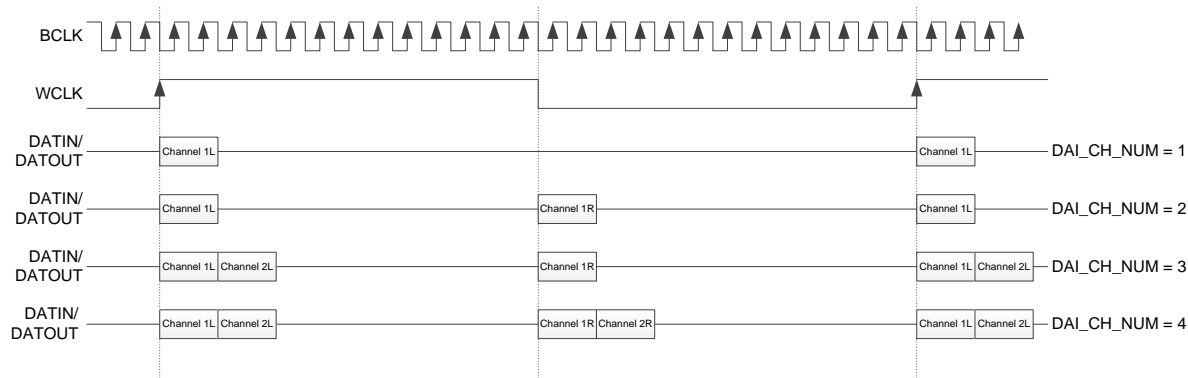 BCLK
WCLK
DATIN/
DATOUT
Channel 1L
Channel 1L
DAI_CH_NUM = 1
DATIN/
DATOUT
Channel 1L
Channel 1R
Channel 1L
DAI_CH_NUM = 2
DATIN/
DATOUT
Channel 1L
Channel 2L
Channel 1R
Channel 1L
Channel 2L
DAI_CH_NUM = 3
DATIN/
DATOUT
Channel 1L
Channel 2L
Channel 1R
Channel 2R
Channel 1L
Channel 2L
DAI_CH_NUM = 4